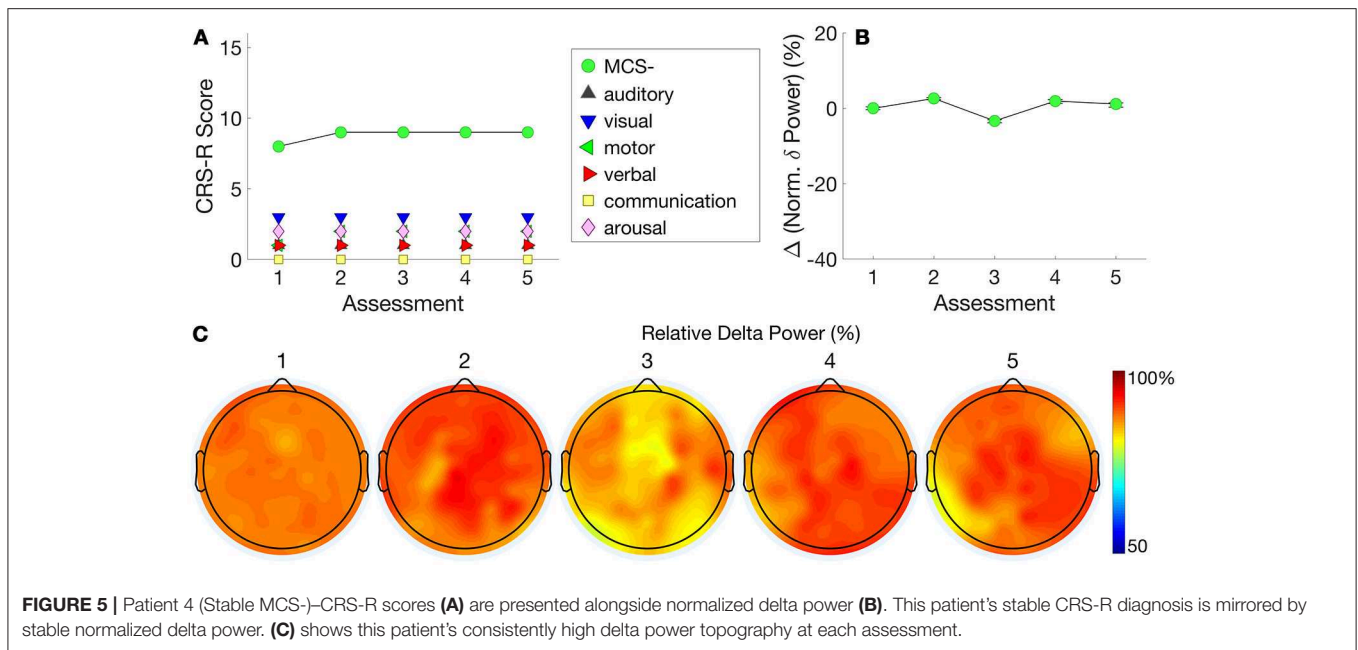 A
15
10
5
0
CRS-R Score
1 2 3 4 5
Assessment
MCS-
auditory
visual
motor
verbal
communication
arousal
B
20
0
-20
-40
Δ (Norm. δ Power) (%)
1 2 3 4 5
Assessment
C
Relative Delta Power (%)
1 2 3 4 5
100%
50
FIGURE 5 | Patient 4 (Stable MCS-)–CRS-R scores (A) are presented alongside normalized delta power (B). This patient's stable CRS-R diagnosis is mirrored by
stable normalized delta power. (C) shows this patient's consistently high delta power topography at each assessment.